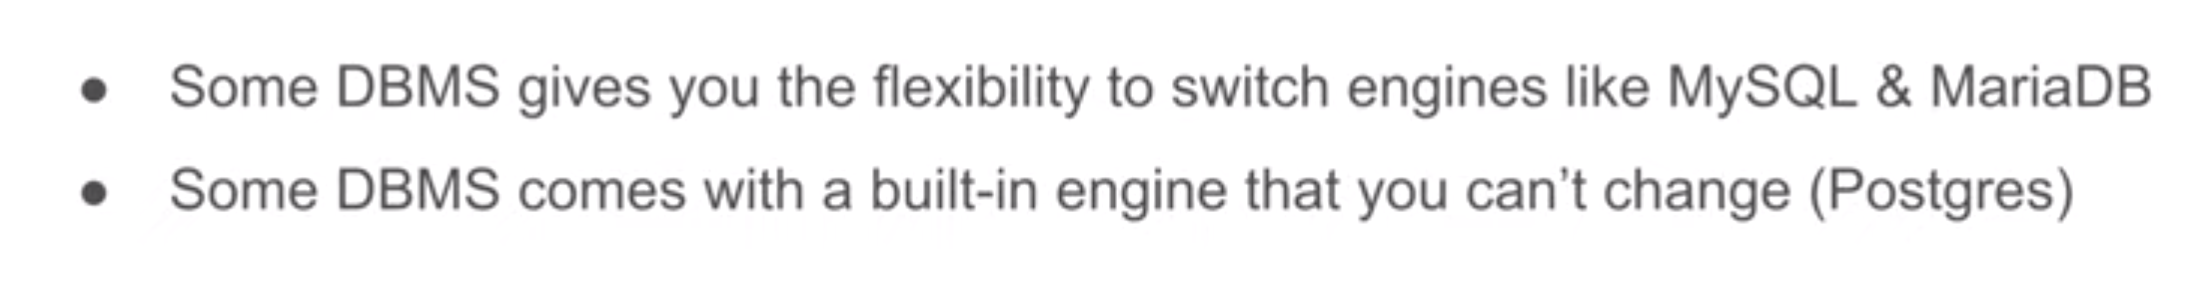 ● Some DBMS gives you the flexibility to switch engines like MySQL & MariaDB
● Some DBMS comes with a built-in engine that you can’t change (Postgres)